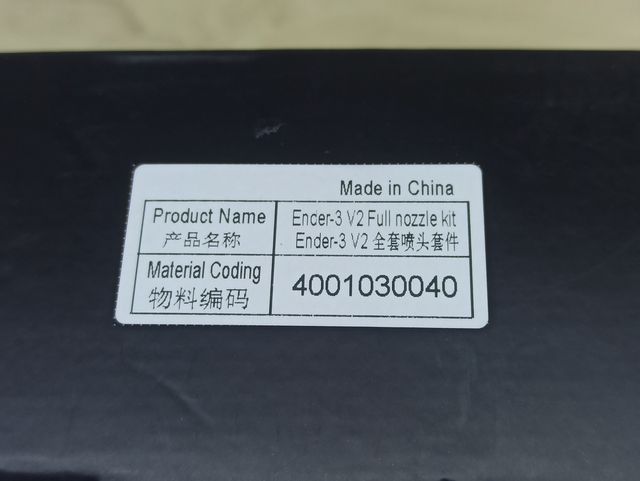 Made in China
Product Name
产品名称
Encer-3 V2 Full nozzle kit
Ender-3 V2 全套喷头套件
Material Coding
物料编码
4001030040